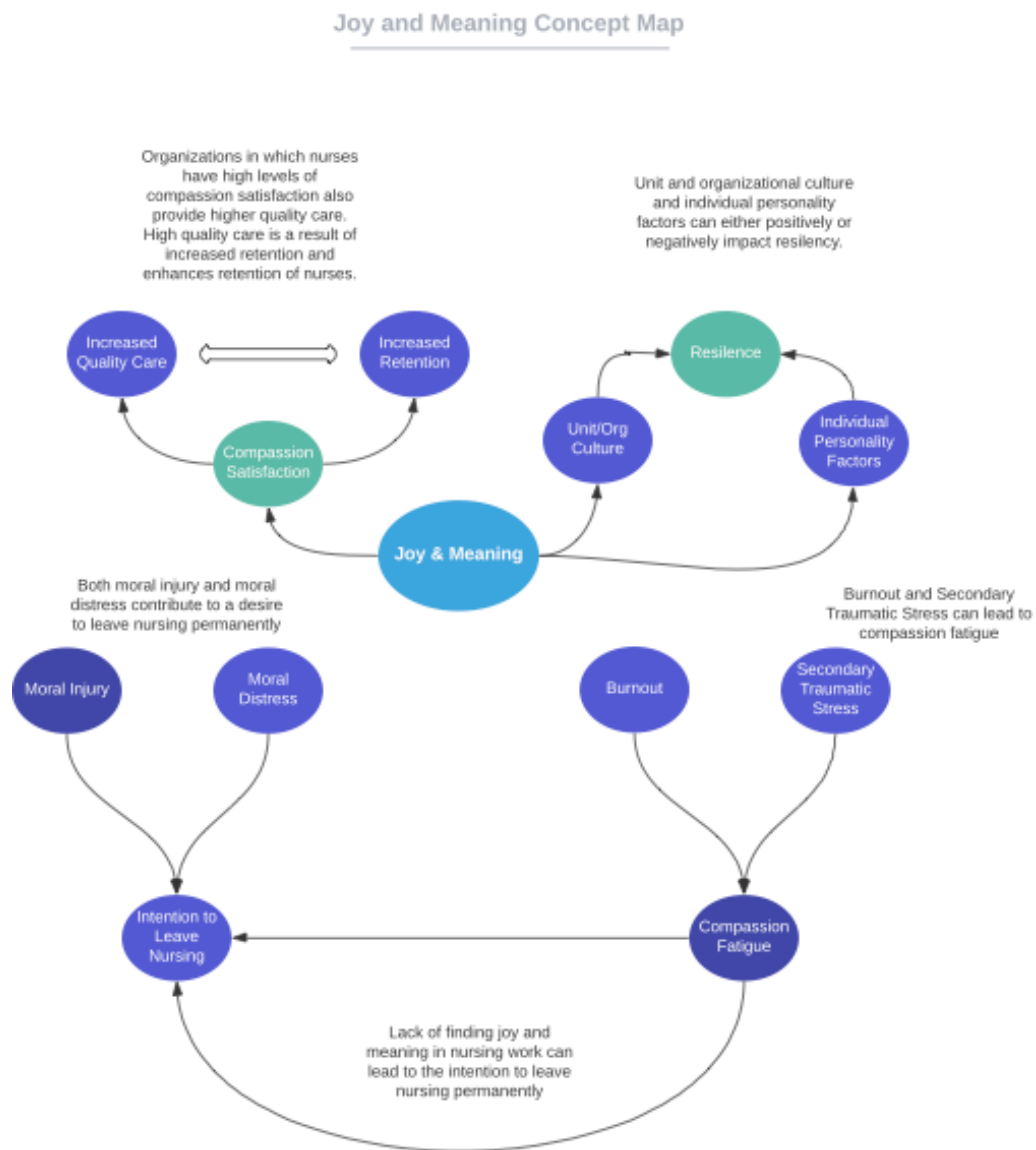 Joy and Meaning Concept Map
Organizations in which nurses
have high levels of
compassion satisfaction also
provide higher quality care.
High quality care is a result of
increased retention and
enhances retention of nurses.
Unit and organizational culture
and individual personality
factors can either positively or
negatively impact resilency.
Increased
Quality Care
Increased
Retention
Resilence
Compassion
Satisfaction
Unit/Org
Culture
Individual
Personality
Factors
Joy & Meaning
Both moral injury and moral
distress contribute to a desire
to leave nursing permanently
Burnout and Secondary
Traumatic Stress can lead to
compassion fatigue
Moral Injury
Moral
Distress
Burnout
Secondary
Traumatic
Stress
Intention to
Leave
Nursing
Compassion
Fatigue
Lack of finding joy and
meaning in nursing work can
lead to the intention to leave
nursing permanently